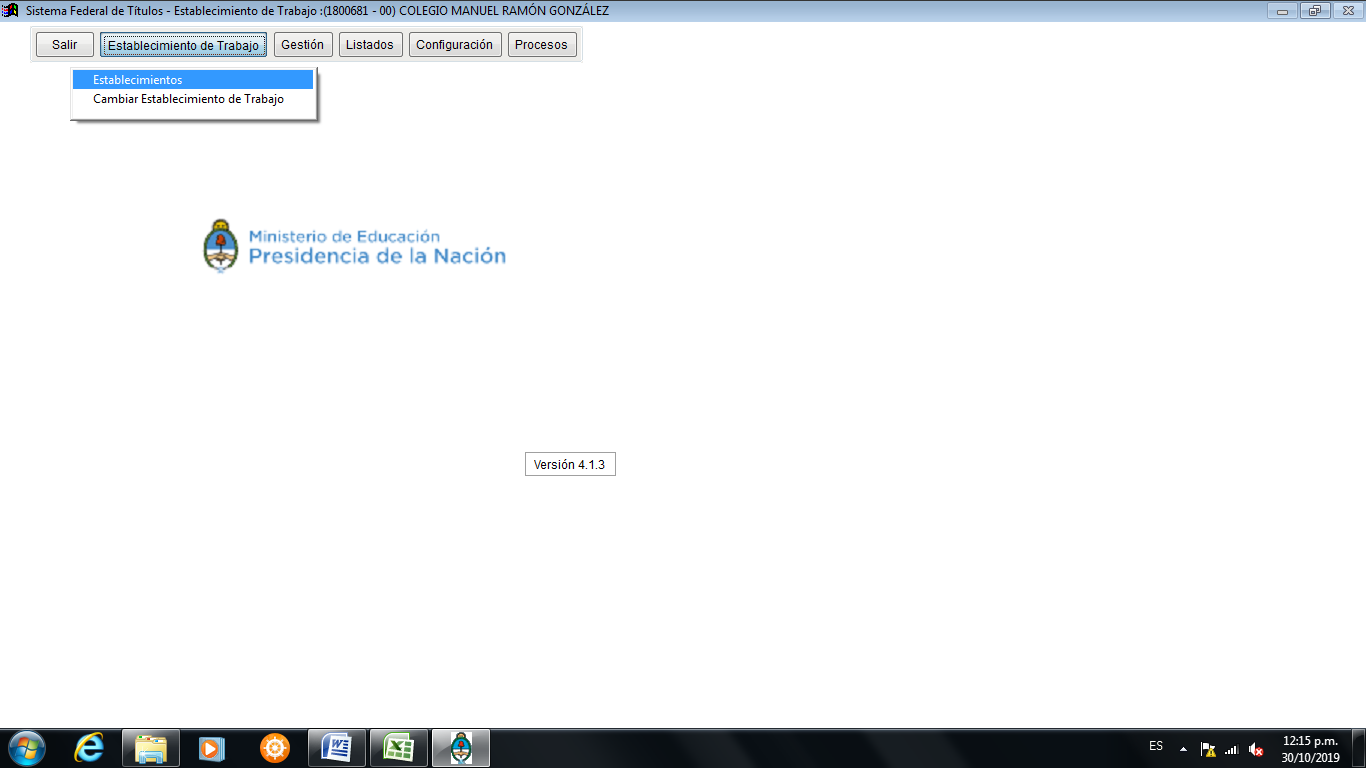 Sistema Federal de Títulos - Establecimiento de Trabajo :(1800681 - 00) COLEGIO MANUEL RAMÓN GONZÁLEZ
Salir Establecimiento de Trabajo Gestión Listados Configuración Procesos
Establecimientos
Cambiar Establecimiento de Trabajo
Ministerio de Educación
Presidencia de la Nación
Versión 4.1.3
ES
12:15 p.m.
30/10/2019